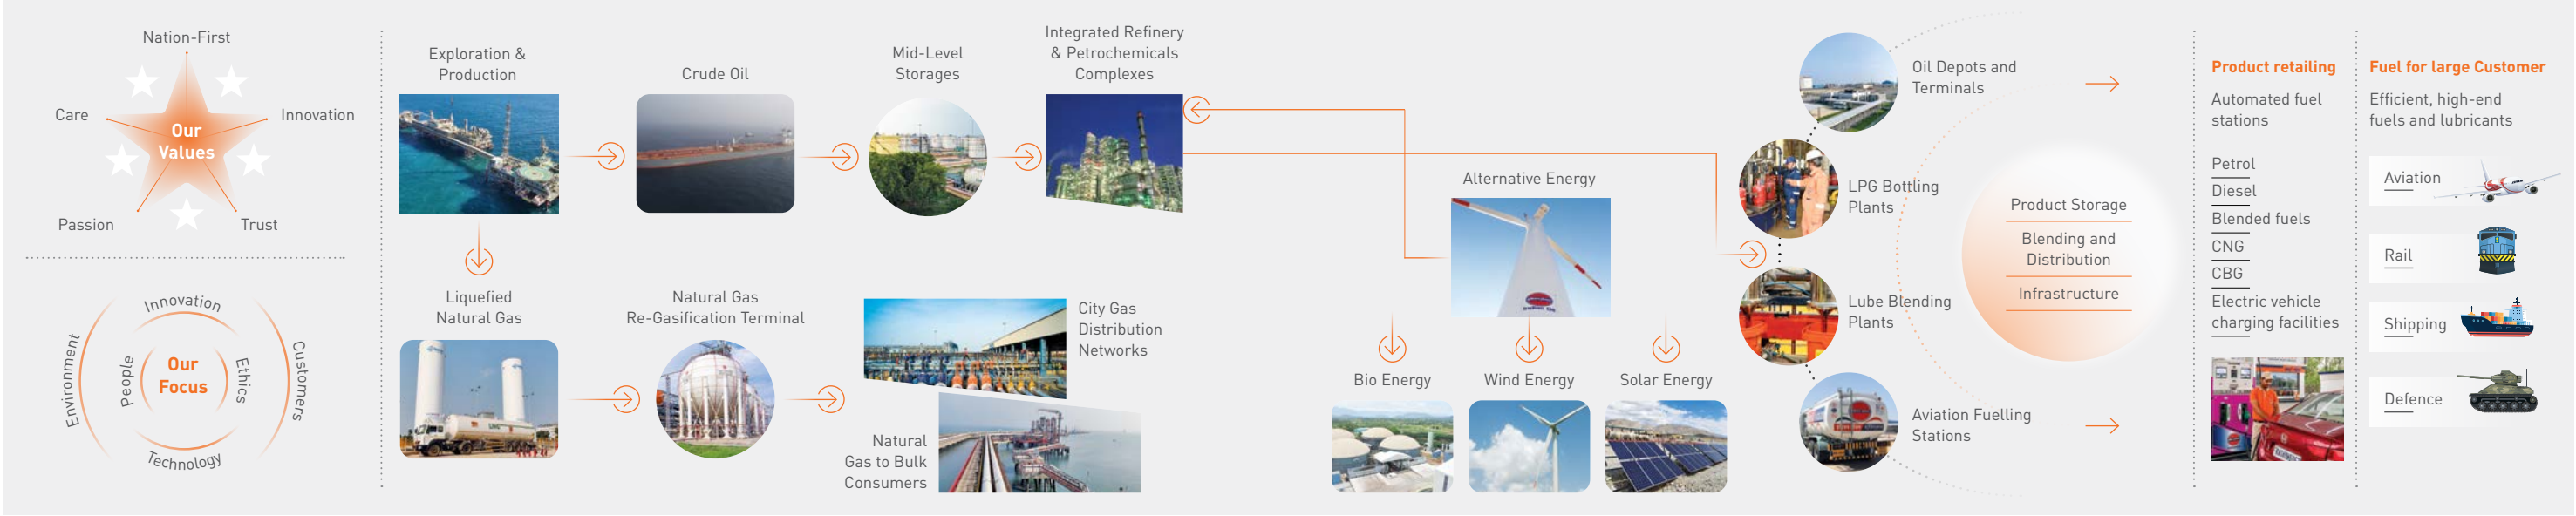 Nation-First
Care
Innovation
Our
Values
Passion
Trust
Innovation
Environment
People
Our
Focus
Ethics
Customers
Technology
Exploration &
Production
Crude Oil
Mid-Level
Storages
Integrated Refinery
& Petrochemicals
Complexes
Liquefied
Natural Gas
Natural Gas
Re-Gasification Terminal
City Gas
Distribution
Networks
Natural
Gas to Bulk
Consumers
Alternative Energy
Bio Energy
Wind Energy
Solar Energy
Oil Depots and
Terminals
LPG Bottling
Plants
Lube Blending
Plants
Aviation Fuelling
Stations
Product Storage
Blending and
Distribution
Infrastructure
Product retailing
Automated fuel
stations
Petrol
Diesel
Blended fuels
CNG
CBG
Electric vehicle
charging facilities
Fuel for large Customer
Efficient, high-end
fuels and lubricants
Aviation
Rail
Shipping
Defence